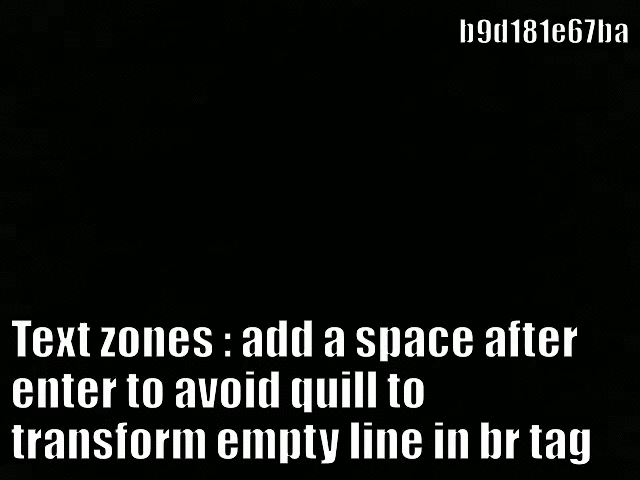 b9d181e67ba
Text zones : add a space after
enter to avoid quill to
transform empty line in br tag